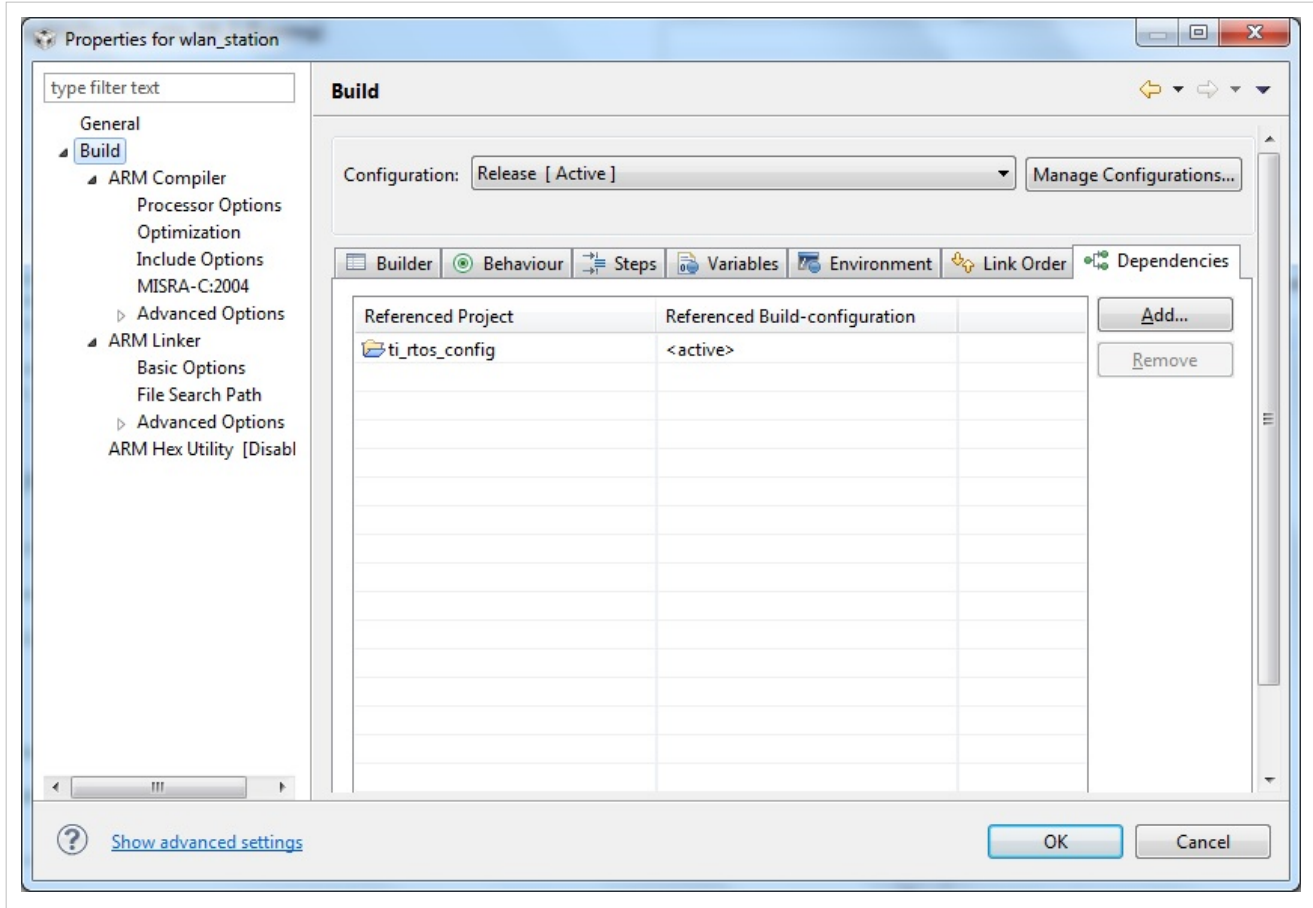 Properties for wlan_station
type filter text
Build
General
Build
ARM Compiler
Processor Options
Optimization
Include Options
MISRA-C:2004
Advanced Options
ARM Linker
Basic Options
File Search Path
Advanced Options
ARM Hex Utility [Disabl
Configuration: Release [ Active ] Manage Configurations...
Builder Behaviour Steps Variables Environment Link Order Dependencies
Referenced Project Referenced Build-configuration
ti_rtos_config <active>
Add...
Remove
Show advanced settings
OK Cancel